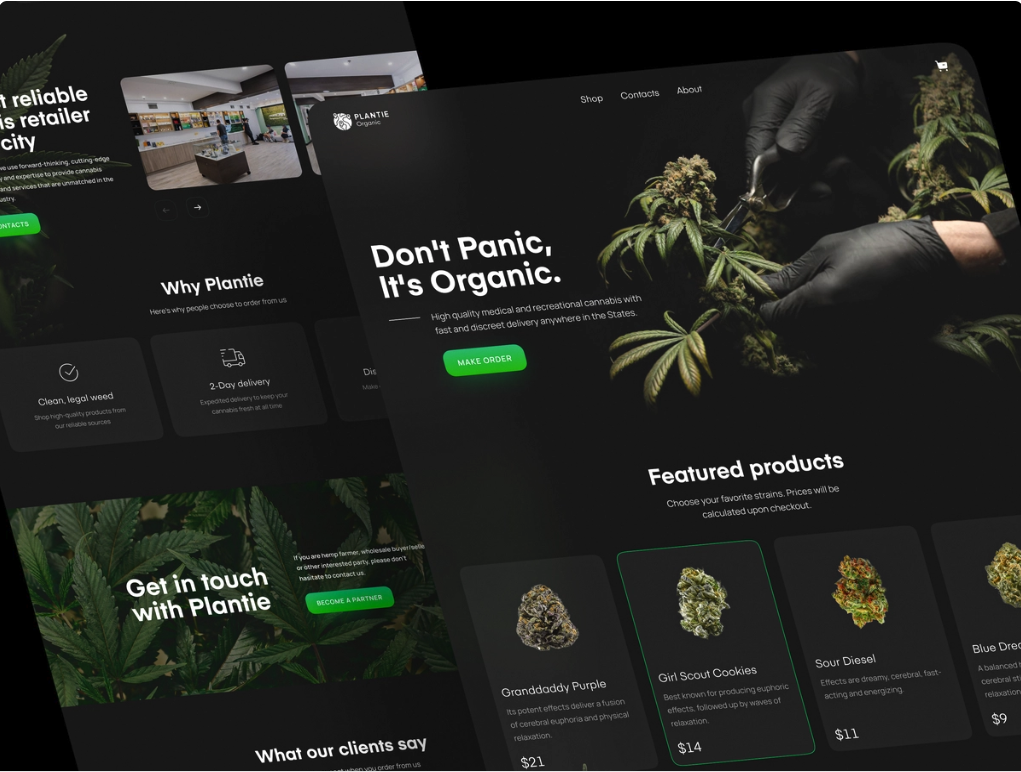 t reliable
is retailer
city
we use forward-thinking, cutting-edge
y and expertise to provide cannabis
and services that are unmatched in the
ustry.
ONTACTS
Why Plantie
Here's why people choose to order from us
Clean, legal weed
Shop high-quality products from
our reliable sources
2-Day delivery
Expedited delivery to keep your
cannabis fresh at all time
Dis
Make
Get in touch
with Plantie
If you are hemp farmer, wholesale buyer/selle
or other interested party, please don't
hasitate to contact us.
BECOME A PARTNER
What our clients say
when you order from us
PLANTIE
Organic
Shop
Contacts
About
Don't Panic,
It's Organic.
High quality medical and recreational cannabis with
fast and discreet delivery anywhere in the States.
MAKE ORDER
Featured products
Choose your favorite strains. Prices will be
calculated upon checkout.
Granddaddy Purple
Its potent effects deliver a fusion
of cerebral euphoria and physical
relaxation.
$21
Girl Scout Cookies
Best known for producing euphoric
effects, followed up by waves of
relaxation.
$14
Sour Diesel
Effects are dreamy, cerebral, fast-
acting and energizing.
$11
Blue Drea
A balanced
cerebral sti
relaxation
$9